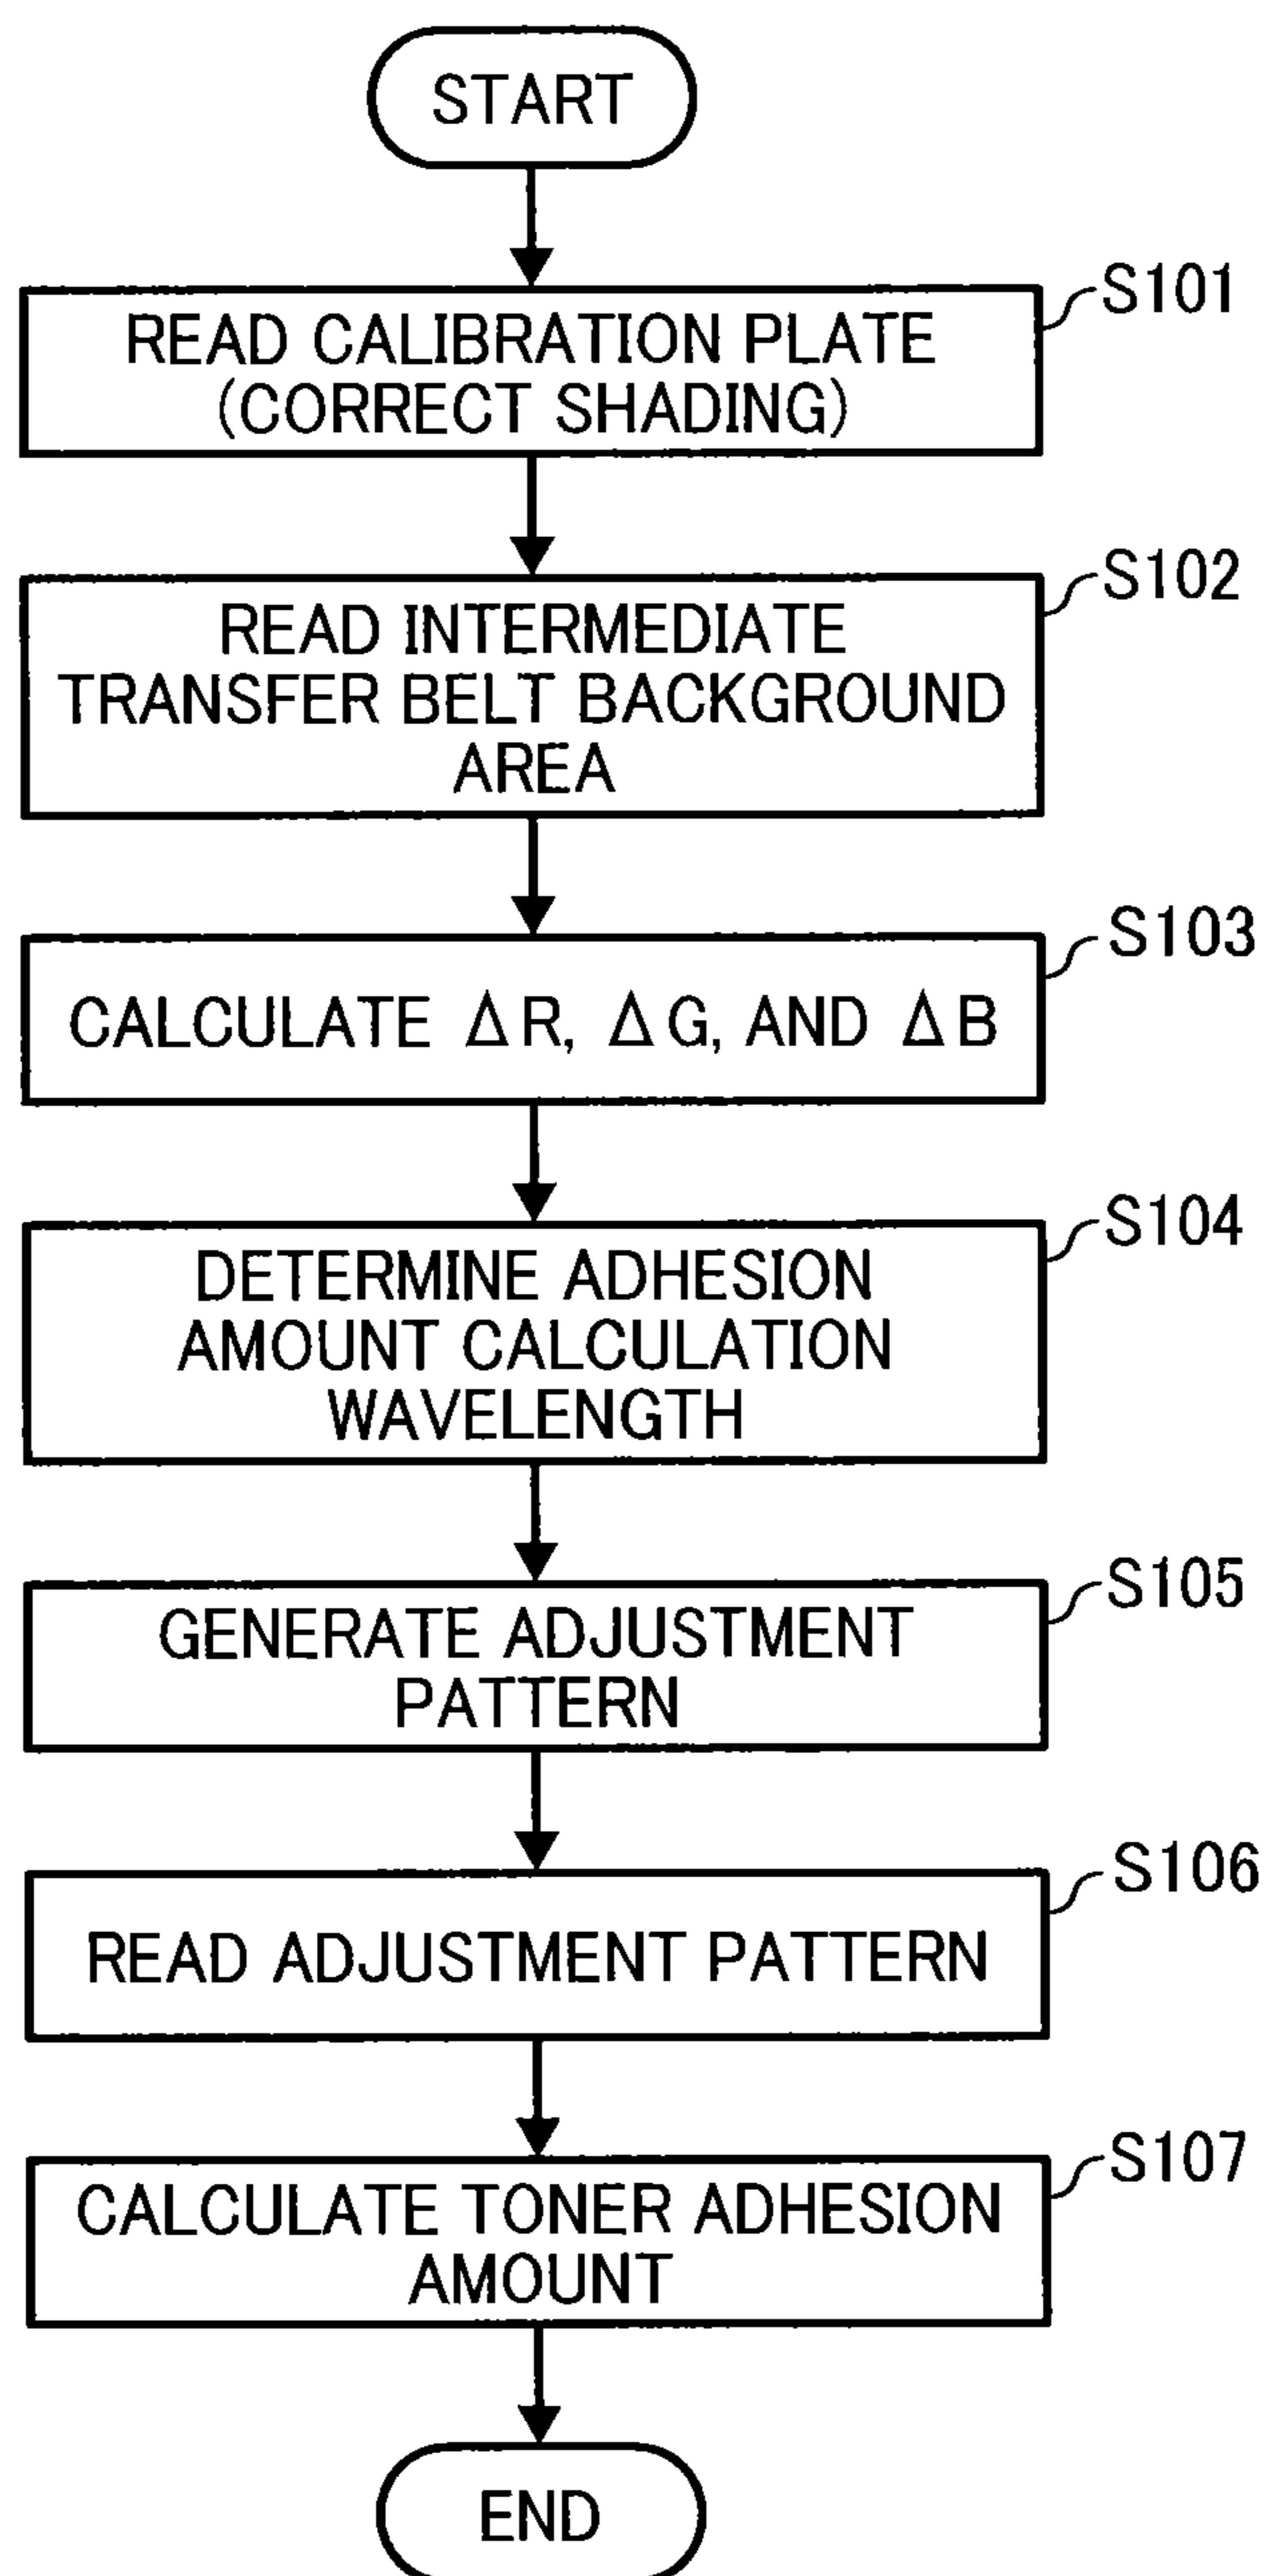 START
S101
READ CALIBRATION PLATE
(CORRECT SHADING)
S102
READ INTERMEDIATE
TRANSFER BELT BACKGROUND
AREA
S103
CALCULATE ΔR, ΔG, AND ΔB
S104
DETERMINE ADHESION
AMOUNT CALCULATION
WAVELENGTH
S105
GENERATE ADJUSTMENT
PATTERN
S106
READ ADJUSTMENT PATTERN
S107
CALCULATE TONER ADHESION
AMOUNT
END